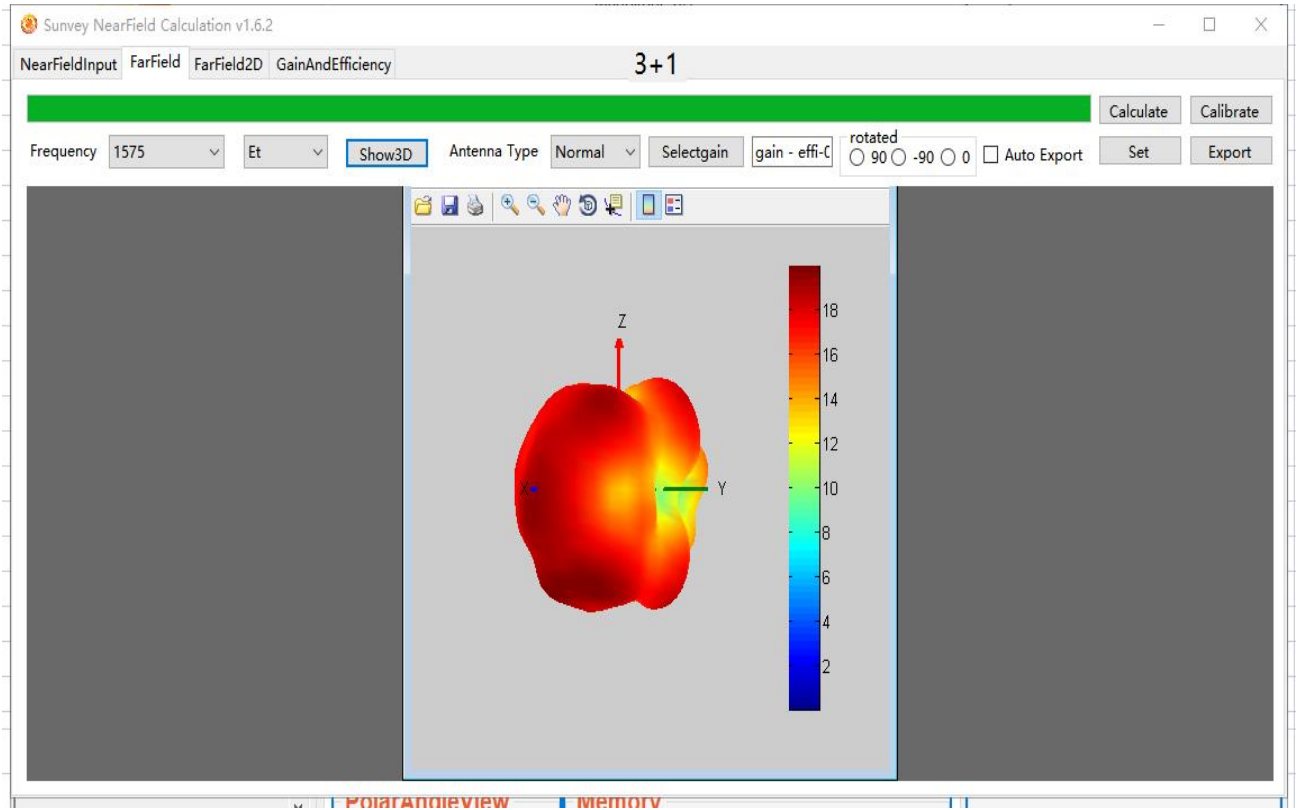 Sunvey NearField Calculation v1.6.2
NearFieldInput FarField FarField2D GainAndEfficiency
3+1
Calculate Calibrate
Frequency 1575 Et Show3D Antenna Type Normal Selectgain gain - effi-C rotated 90 -90 0 Auto Export Set Export
Z
X
Y
18
16
14
12
10
8
6
4
2
PolarAngleView Memory